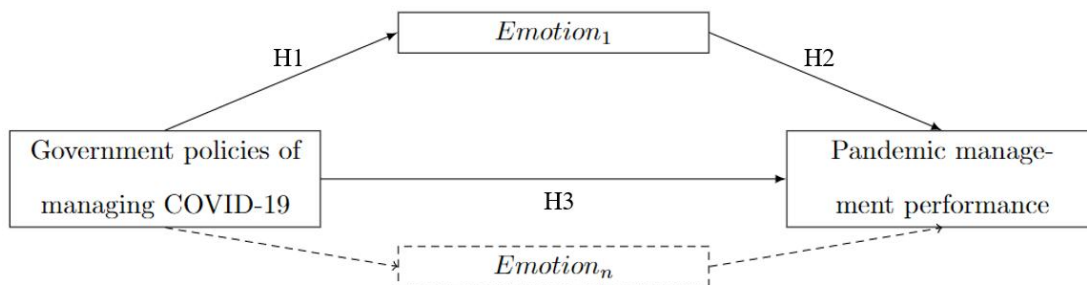 Emotion₁
H1
H2
Government policies of
managing COVID-19
Pandemic manage-
ment performance
H3
Emotionₙ